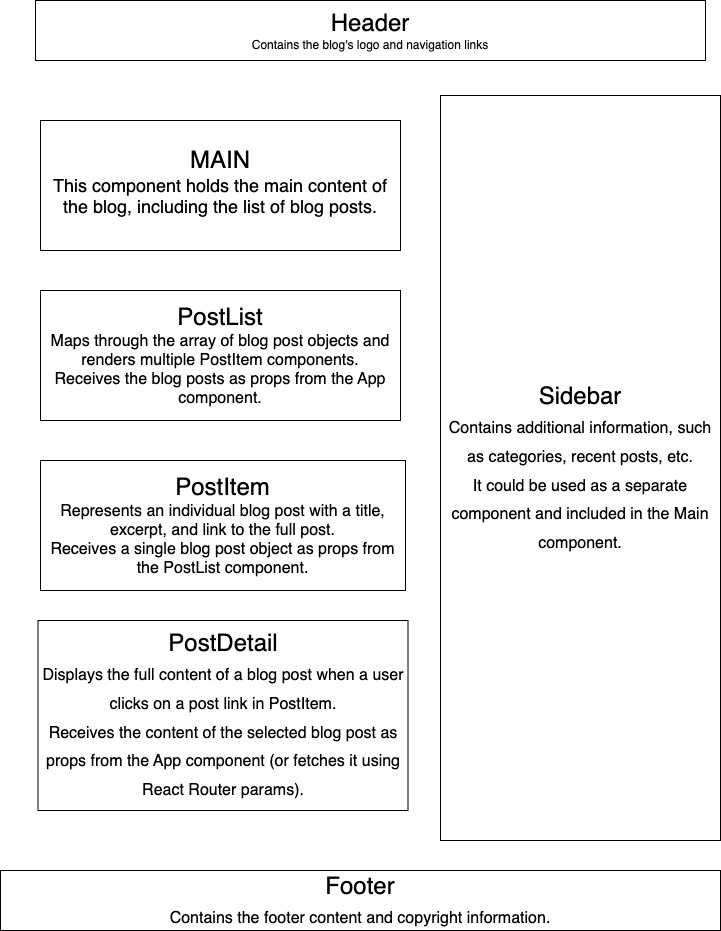 Header
Contains the blog's logo and navigation links
MAIN
This component holds the main content of
the blog, including the list of blog posts.
PostList
Maps through the array of blog post objects and
renders multiple PostItem components.
Receives the blog posts as props from the App
component.
PostItem
Represents an individual blog post with a title,
excerpt, and link to the full post.
Receives a single blog post object as props from
the PostList component.
PostDetail
Displays the full content of a blog post when a user
clicks on a post link in PostItem.
Receives the content of the selected blog post as
props from the App component (or fetches it using
React Router params).
Sidebar
Contains additional information, such
as categories, recent posts, etc.
It could be used as a separate
component and included in the Main
component.
Footer
Contains the footer content and copyright information.